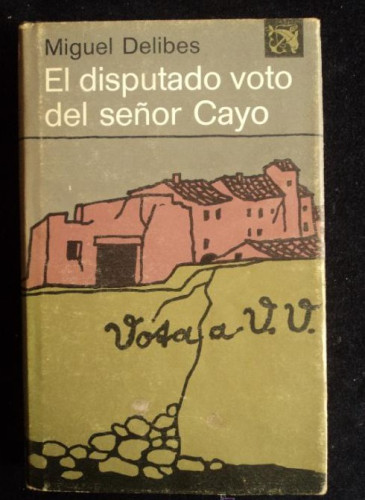 Miguel Delibes
El disputado voto
del señor Cayo
Vota a V.V.